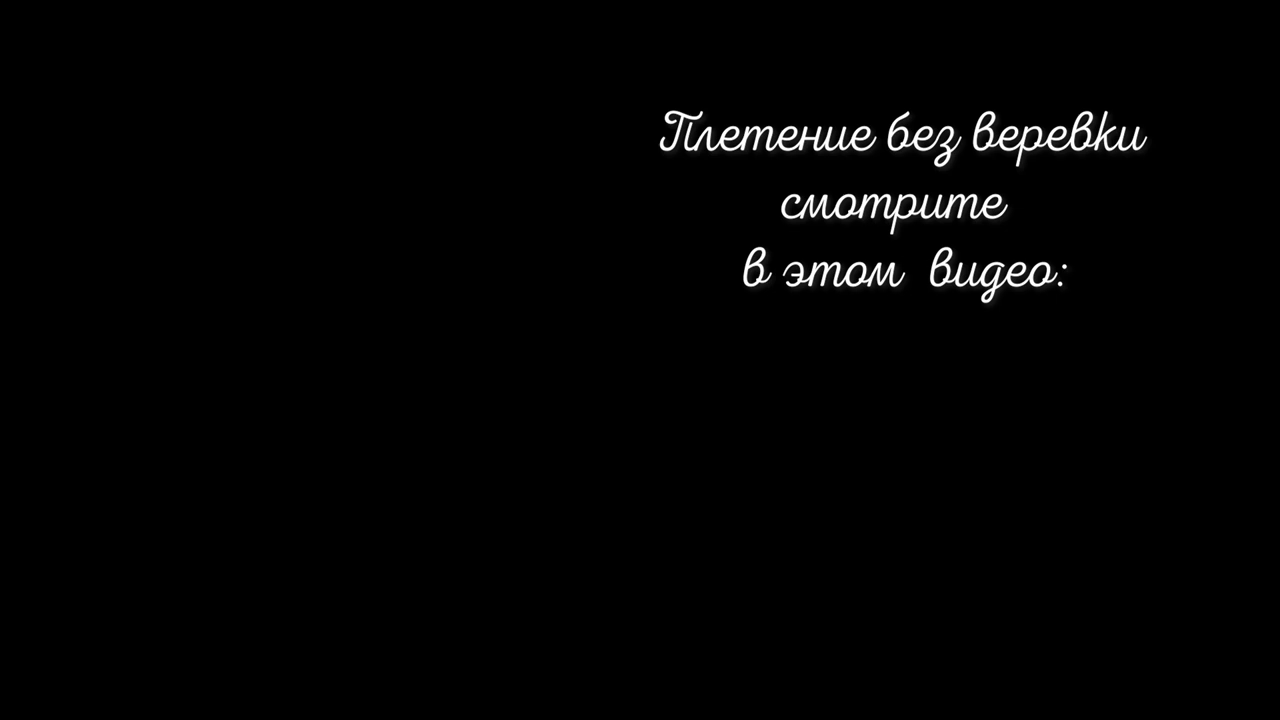 Плетение без веревки
смотрите
в этом видео: